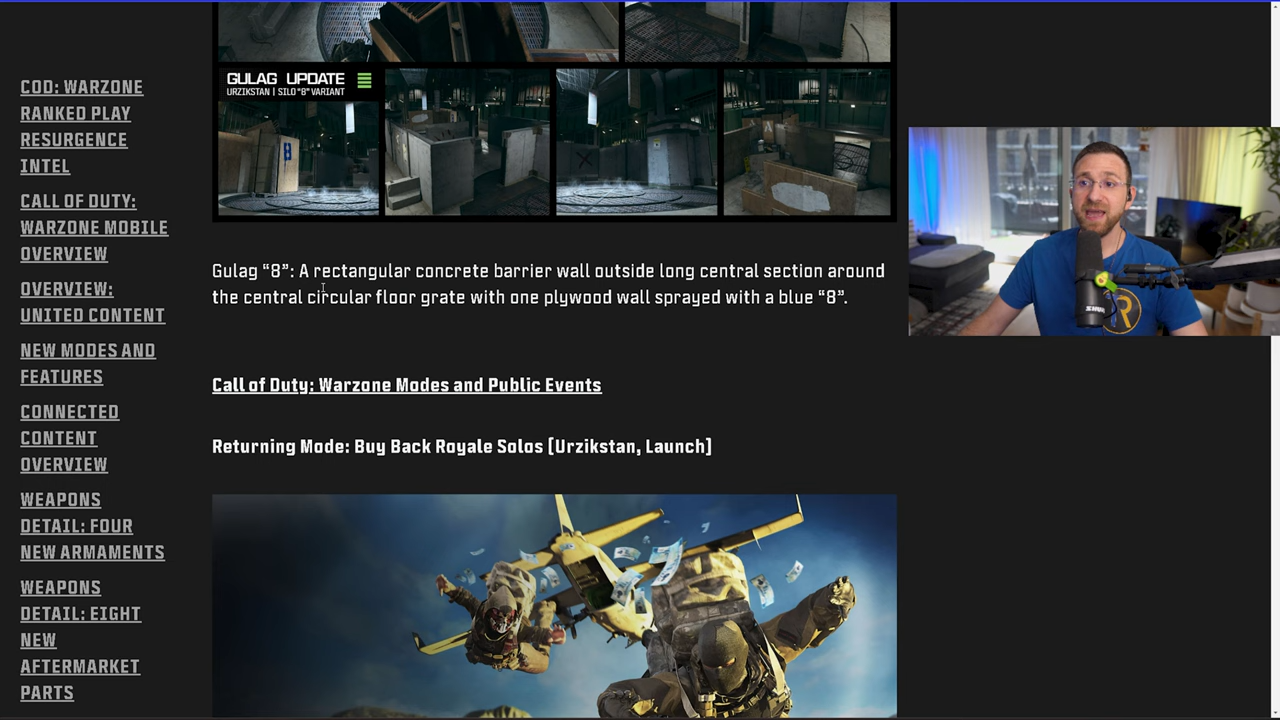 COD: WARZONE
RANKED PLAY
RESURGENCE
INTEL
CALL OF DUTY:
WARZONE MOBILE
OVERVIEW
OVERVIEW:
UNITED CONTENT
NEW MODES AND
FEATURES
CONNECTED
CONTENT
OVERVIEW
WEAPONS
DETAIL: FOUR
NEW ARMAMENTS
WEAPONS
DETAIL: EIGHT
NEW
AFTERMARKET
PARTS
GULAG UPDATE
URZIKSTAN | SILO "8" VARIANT
8
Gulag “8”: A rectangular concrete barrier wall outside long central section around
the central circular floor grate with one plywood wall sprayed with a blue “8”.
Call of Duty: Warzone Modes and Public Events
Returning Mode: Buy Back Royale Solos [Urzikstan, Launch]
SHURE
R